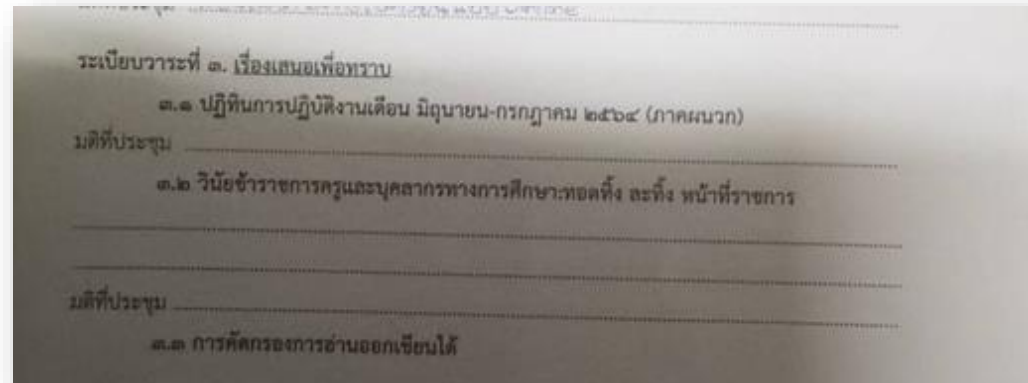 ระเบียบวาระที่ ๓. เรื่องเสนอเพื่อทราบ
๓.๑ ปฏิทินการปฏิบัติงานเดือน มิถุนายน-กรกฎาคม ๒๕๖๔ (ภาคผนวก)
มติที่ประชุม
๓.๒ วินัยข้าราชการครูและบุคลากรทางการศึกษา:ทอดทิ้ง ละทิ้ง หน้าที่ราชการ
มติที่ประชุม
๓.๓ การคัดกรองการอ่านออกเขียนได้